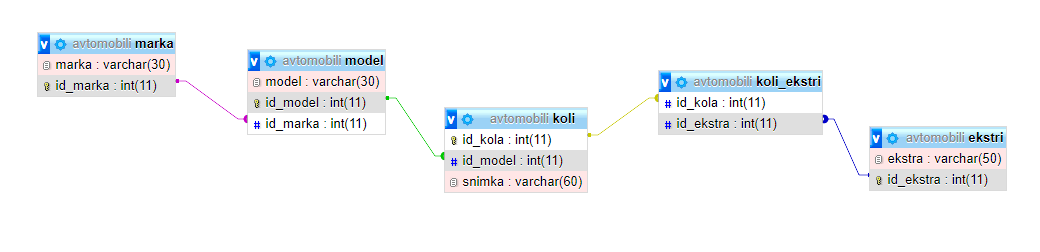 v avtomobili marka
marka : varchar(30)
id_marka : int(11)
v avtomobili model
model : varchar(30)
id_model : int(11)
# id_marka : int(11)
v avtomobili koli
id_kola : int(11)
# id_model : int(11)
snimka : varchar(60)
v avtomobili koli_ekstri
# id_kola : int(11)
# id_ekstra : int(11)
v avtomobili ekstri
ekstra : varchar(50)
id_ekstra : int(11)